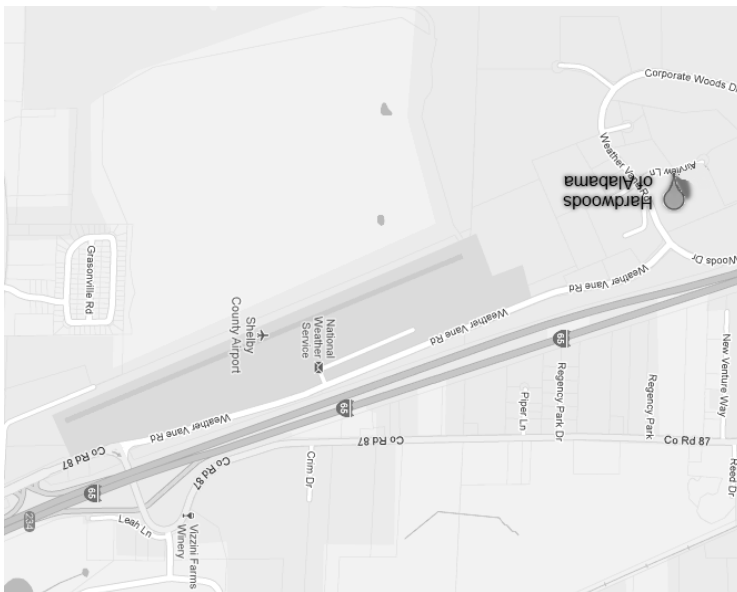 Corporate Woods Dr
Weather Vane Rd
Airview Ln
Hardwoods
of Alabama
Woods Dr
Weather Vane Rd
Grasonville Rd
Shelby
County Airport
National
Weather
Service
Weather Vane Rd
65
New Venture Way
Regency Park Dr
Regency Park
Piper Ln
65
Weather Vane Rd
Co Rd 87
Co Rd 87
Co Rd 87
Reed Dr
Crim Dr
Co Rd 87
65
234
Leah Ln
Vizzini Farms
Winery